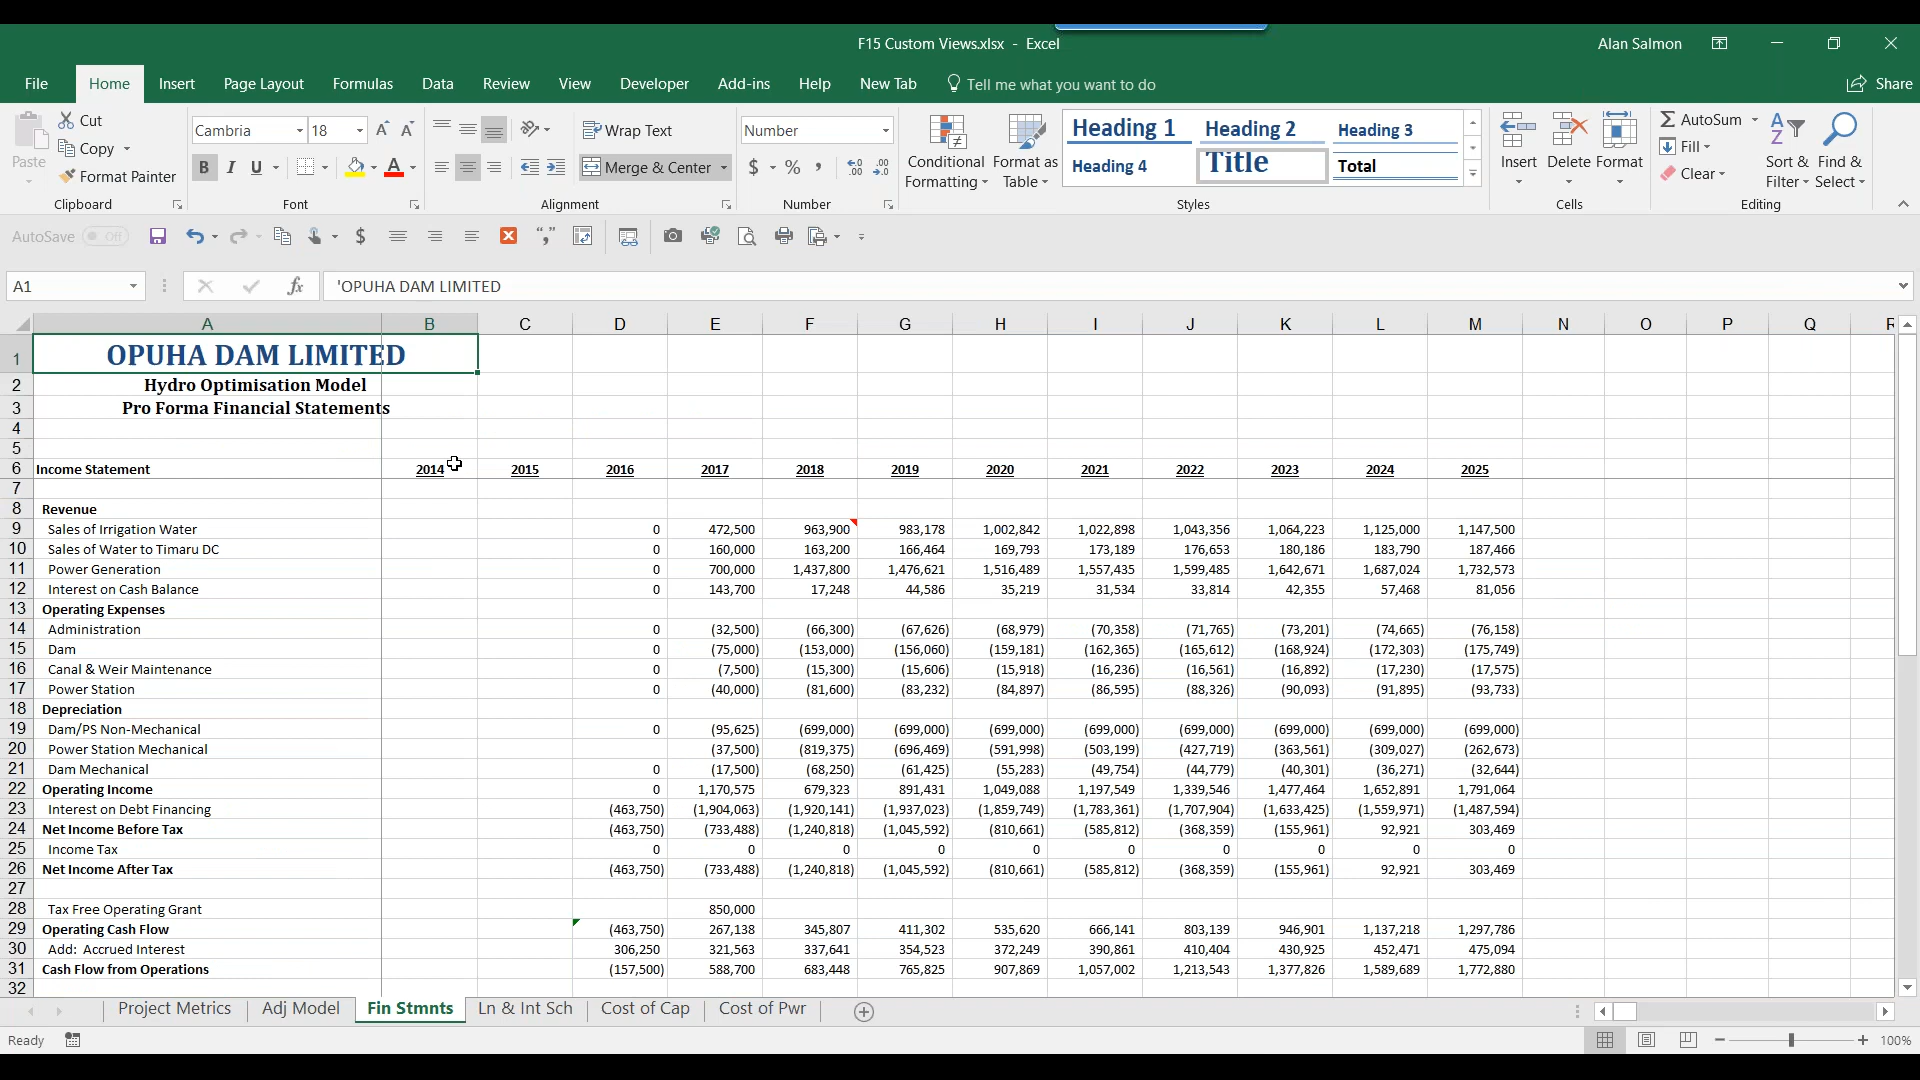 F15 Custom Views.xlsx - Excel
Alan Salmon
File Home Insert Page Layout Formulas Data Review View Developer Add-ins Help New Tab Tell me what you want to do Share
Paste Cut Copy Format Painter Clipboard
Cambria 18 A A B I U A Font
Wrap Text Merge & Center Alignment
Number $ % , Number
Conditional Formatting Format as Table Heading 1 Heading 2 Heading 3 Heading 4 Title Total Styles
Insert Delete Format Cells
AutoSum Fill Clear Sort & Filter Find & Select Editing
AutoSave Off
A1 fx 'OPUHA DAM LIMITED
A B C D E F G H I J K L M N O P Q R
1 OPUHA DAM LIMITED
2 Hydro Optimisation Model
3 Pro Forma Financial Statements
4
5
6 Income Statement 2014 2015 2016 2017 2018 2019 2020 2021 2022 2023 2024 2025
7
8 Revenue
9 Sales of Irrigation Water 0 472,500 963,900 983,178 1,002,842 1,022,898 1,043,356 1,064,223 1,125,000 1,147,500
10 Sales of Water to Timaru DC 0 160,000 163,200 166,464 169,793 173,189 176,653 180,186 183,790 187,466
11 Power Generation 0 700,000 1,437,800 1,476,621 1,516,489 1,557,435 1,599,485 1,642,671 1,687,024 1,732,573
12 Interest on Cash Balance 0 143,700 17,248 44,586 35,219 31,534 33,814 42,355 57,468 81,056
13 Operating Expenses
14 Administration 0 (32,500) (66,300) (67,626) (68,979) (70,358) (71,765) (73,201) (74,665) (76,158)
15 Dam 0 (75,000) (153,000) (156,060) (159,181) (162,365) (165,612) (168,924) (172,303) (175,749)
16 Canal & Weir Maintenance 0 (7,500) (15,300) (15,606) (15,918) (16,236) (16,561) (16,892) (17,230) (17,575)
17 Power Station 0 (40,000) (81,600) (83,232) (84,897) (86,595) (88,326) (90,093) (91,895) (93,733)
18 Depreciation
19 Dam/PS Non-Mechanical 0 (95,625) (699,000) (699,000) (699,000) (699,000) (699,000) (699,000) (699,000) (699,000)
20 Power Station Mechanical (37,500) (819,375) (696,469) (591,998) (503,199) (427,719) (363,561) (309,027) (262,673)
21 Dam Mechanical 0 (17,500) (68,250) (61,425) (55,283) (49,754) (44,779) (40,301) (36,271) (32,644)
22 Operating Income 0 1,170,575 679,323 891,431 1,049,088 1,197,549 1,339,546 1,477,464 1,652,891 1,791,064
23 Interest on Debt Financing (463,750) (1,904,063) (1,920,141) (1,937,023) (1,859,749) (1,783,361) (1,707,904) (1,633,425) (1,559,971) (1,487,594)
24 Net Income Before Tax (463,750) (733,488) (1,240,818) (1,045,592) (810,661) (585,812) (368,359) (155,961) 92,921 303,469
25 Income Tax 0 0 0 0 0 0 0 0 0 0
26 Net Income After Tax (463,750) (733,488) (1,240,818) (1,045,592) (810,661) (585,812) (368,359) (155,961) 92,921 303,469
27
28 Tax Free Operating Grant 850,000
29 Operating Cash Flow (463,750) 267,138 345,807 411,302 535,620 666,141 803,139 946,901 1,137,218 1,297,786
30 Add: Accrued Interest 306,250 321,563 337,641 354,523 372,249 390,861 410,404 430,925 452,471 475,094
31 Cash Flow from Operations (157,500) 588,700 683,448 765,825 907,869 1,057,002 1,213,543 1,377,826 1,589,689 1,772,880
32
Project Metrics Adj Model Fin Stmnts Ln & Int Sch Cost of Cap Cost of Pwr
Ready 100%